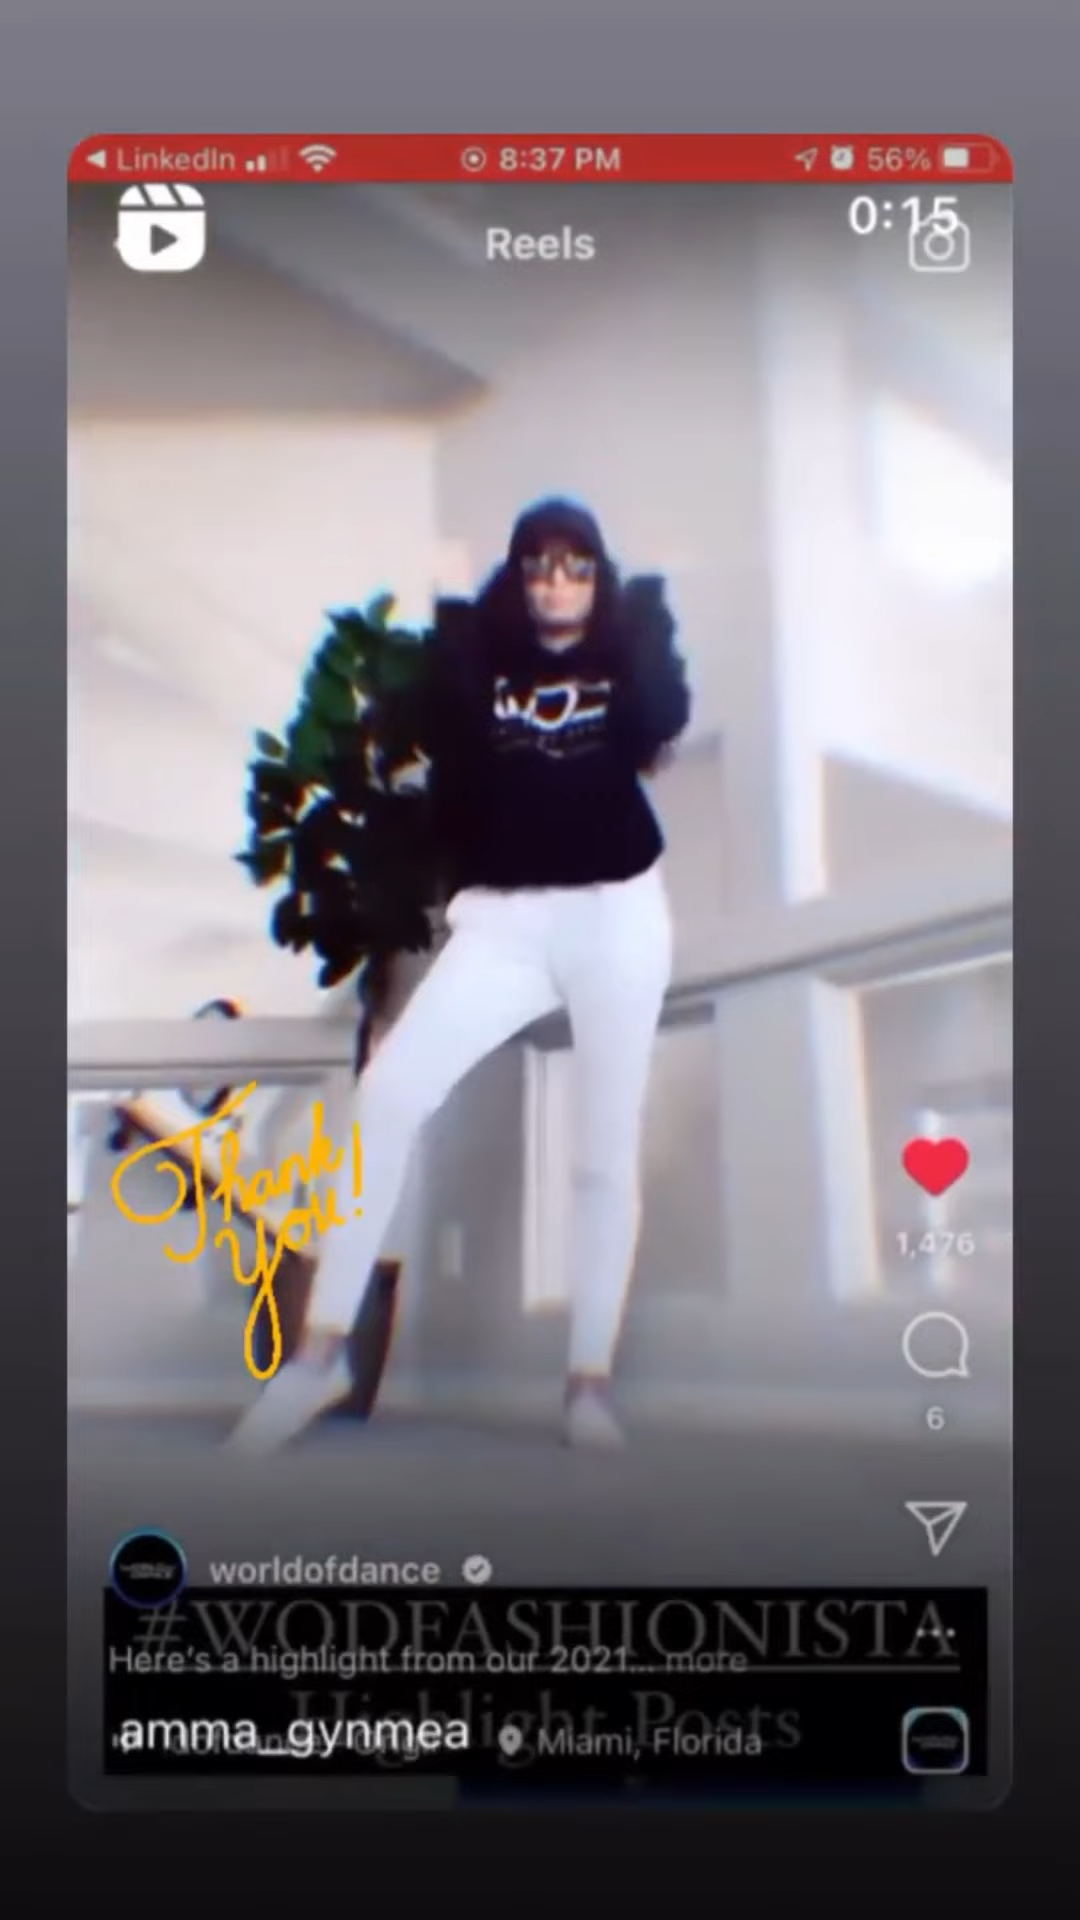 LinkedIn 8:37 PM 56%
0:15
Reels
Thank
you!
1,476
6
worldofdance
#WODFASHIONISTA
Here's a highlight from our 2021... more
Highlight Posts
amma_gynmea Miami, Florida